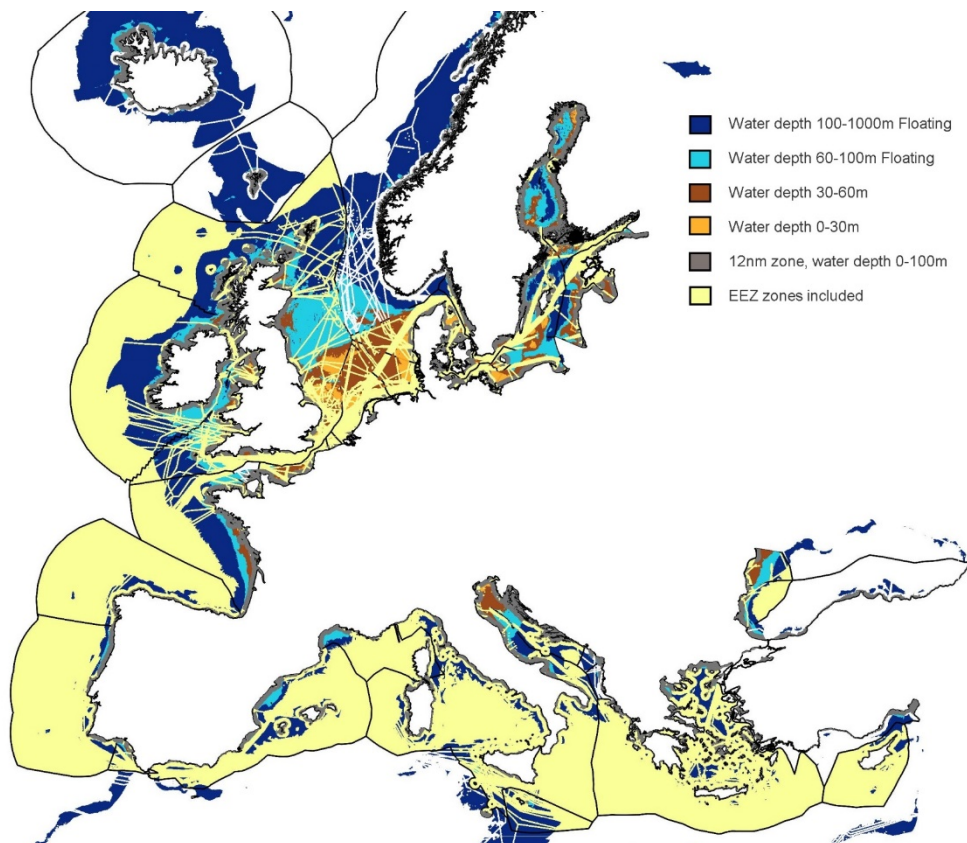 Water depth 100-1000m Floating
Water depth 60-100m Floating
Water depth 30-60m
Water depth 0-30m
12nm zone, water depth 0-100m
EEZ zones included